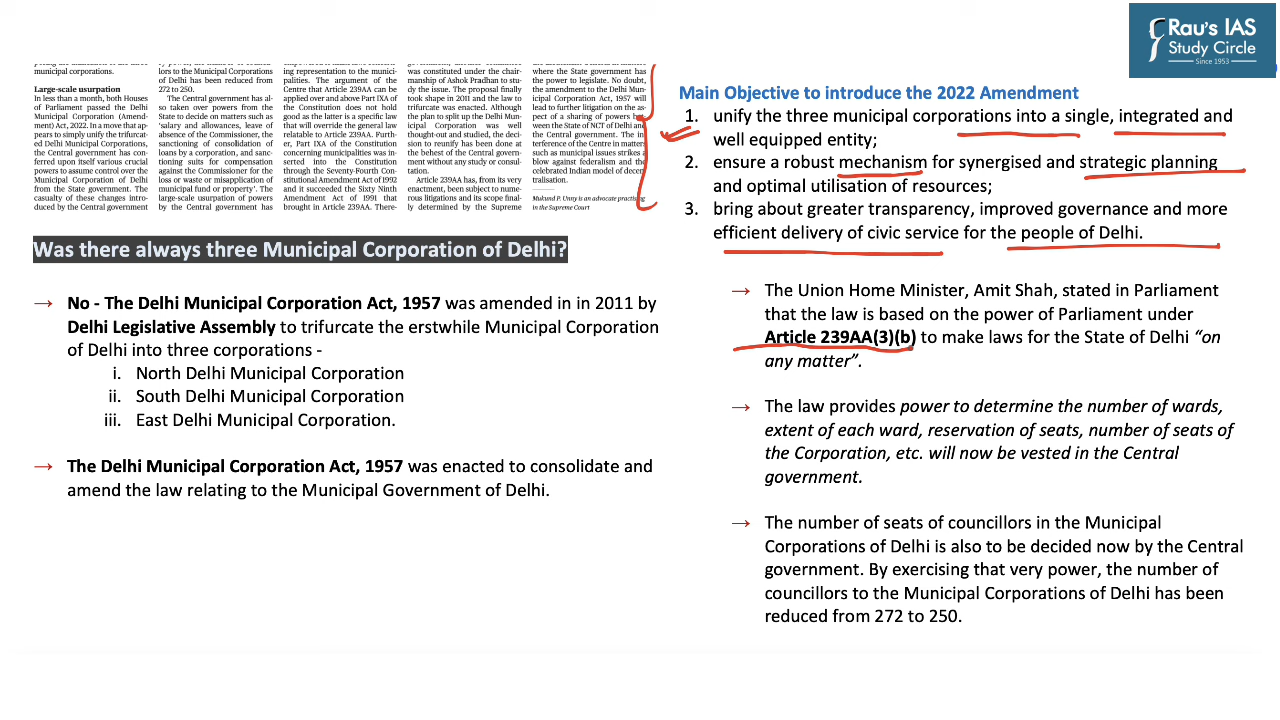 Rau's IAS
Study Circle
Since 1953
municipal corporations.
Large-scale usurpation
In less than a month, both Houses
of Parliament passed the Delhi
Municipal Corporation (Amend-
ment) Act, 2022. In a move that ap-
pears to simply unify the trifurcat-
ed Delhi Municipal Corporations,
the Central government has con-
ferred upon itself various crucial
powers to assume control over the
Municipal Corporation of Delhi
from the State government. The
casualty of these changes intro-
duced by the Central government
lors to the Municipal Corporations
of Delhi has been reduced from
272 to 250.
The Central government has al-
so taken over powers from the
State to decide on matters such as
'salary and allowances, leave of
absence of the Commissioner, the
sanctioning of consolidation of
loans by a corporation, and sanc-
tioning suits for compensation
against the Commissioner for the
loss or waste or misapplication of
municipal fund or property'. The
large-scale usurpation of powers
by the Central government has
ing representation to the munici-
palities. The argument of the
Centre that Article 239AA can be
applied over and above Part IXA of
the Constitution does not hold
good as the latter is a specific law
that will override the general law
relatable to Article 239AA. Furth-
er, Part IXA of the Constitution
concerning municipalities was in-
serted into the Constitution
through the Seventy-Fourth Con-
stitutional Amendment Act of 1992
and it succeeded the Sixty Ninth
Amendment Act of 1991 that
brought in Article 239AA. There-
was constituted under the chair-
manship of Ashok Pradhan to stu-
dy the issue. The proposal finally
took shape in 2011 and the law to
trifurcate was enacted. Although
the plan to split up the Delhi Mu-
nicipal Corporation was well
thought-out and studied, the deci-
sion to reunify has been done at
the behest of the Central govern-
ment without any study or consul-
tation.
Article 239AA has, from its very
enactment, been subject to nume-
rous litigations and its scope final-
ly determined by the Supreme
where the State government has
the power to legislate. No doubt,
the amendment to the Delhi Mun-
icipal Corporation Act, 1957 will
lead to further litigation on the as-
pect of a sharing of powers
ween the State of NCT of Delhi and
the Central government. The in-
terference of the Centre in matters
such as municipal issues strikes a
blow against federalism and the
celebrated Indian model of decen-
tralisation.
Mukund P. Unny is an advocate practising
in the Supreme Court
Was there always three Municipal Corporation of Delhi?
→ No - The Delhi Municipal Corporation Act, 1957 was amended in in 2011 by
Delhi Legislative Assembly to trifurcate the erstwhile Municipal Corporation
of Delhi into three corporations -
i. North Delhi Municipal Corporation
ii. South Delhi Municipal Corporation
iii. East Delhi Municipal Corporation.
→ The Delhi Municipal Corporation Act, 1957 was enacted to consolidate and
amend the law relating to the Municipal Government of Delhi.
Main Objective to introduce the 2022 Amendment
1. unify the three municipal corporations into a single, integrated and
well equipped entity;
2. ensure a robust mechanism for synergised and strategic planning
and optimal utilisation of resources;
3. bring about greater transparency, improved governance and more
efficient delivery of civic service for the people of Delhi.
→ The Union Home Minister, Amit Shah, stated in Parliament
that the law is based on the power of Parliament under
Article 239AA(3)(b) to make laws for the State of Delhi “on
any matter”.
→ The law provides power to determine the number of wards,
extent of each ward, reservation of seats, number of seats of
the Corporation, etc. will now be vested in the Central
government.
→ The number of seats of councillors in the Municipal
Corporations of Delhi is also to be decided now by the Central
government. By exercising that very power, the number of
councillors to the Municipal Corporations of Delhi has been
reduced from 272 to 250.